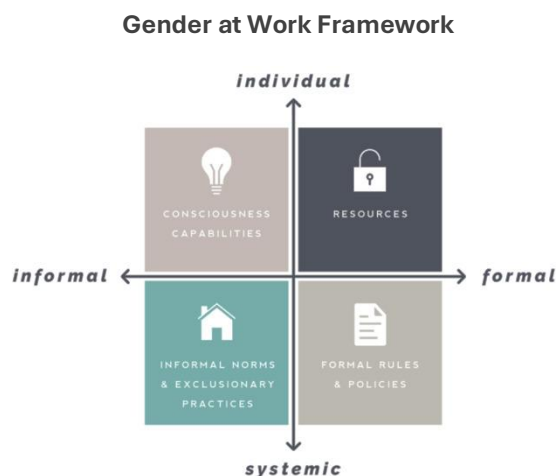 Gender at Work Framework
individual
CONSCIOUSNESS
CAPABILITIES
RESOURCES
informal
formal
INFORMAL NORMS
& EXCLUSIONARY
PRACTICES
FORMAL RULES
& POLICIES
systemic